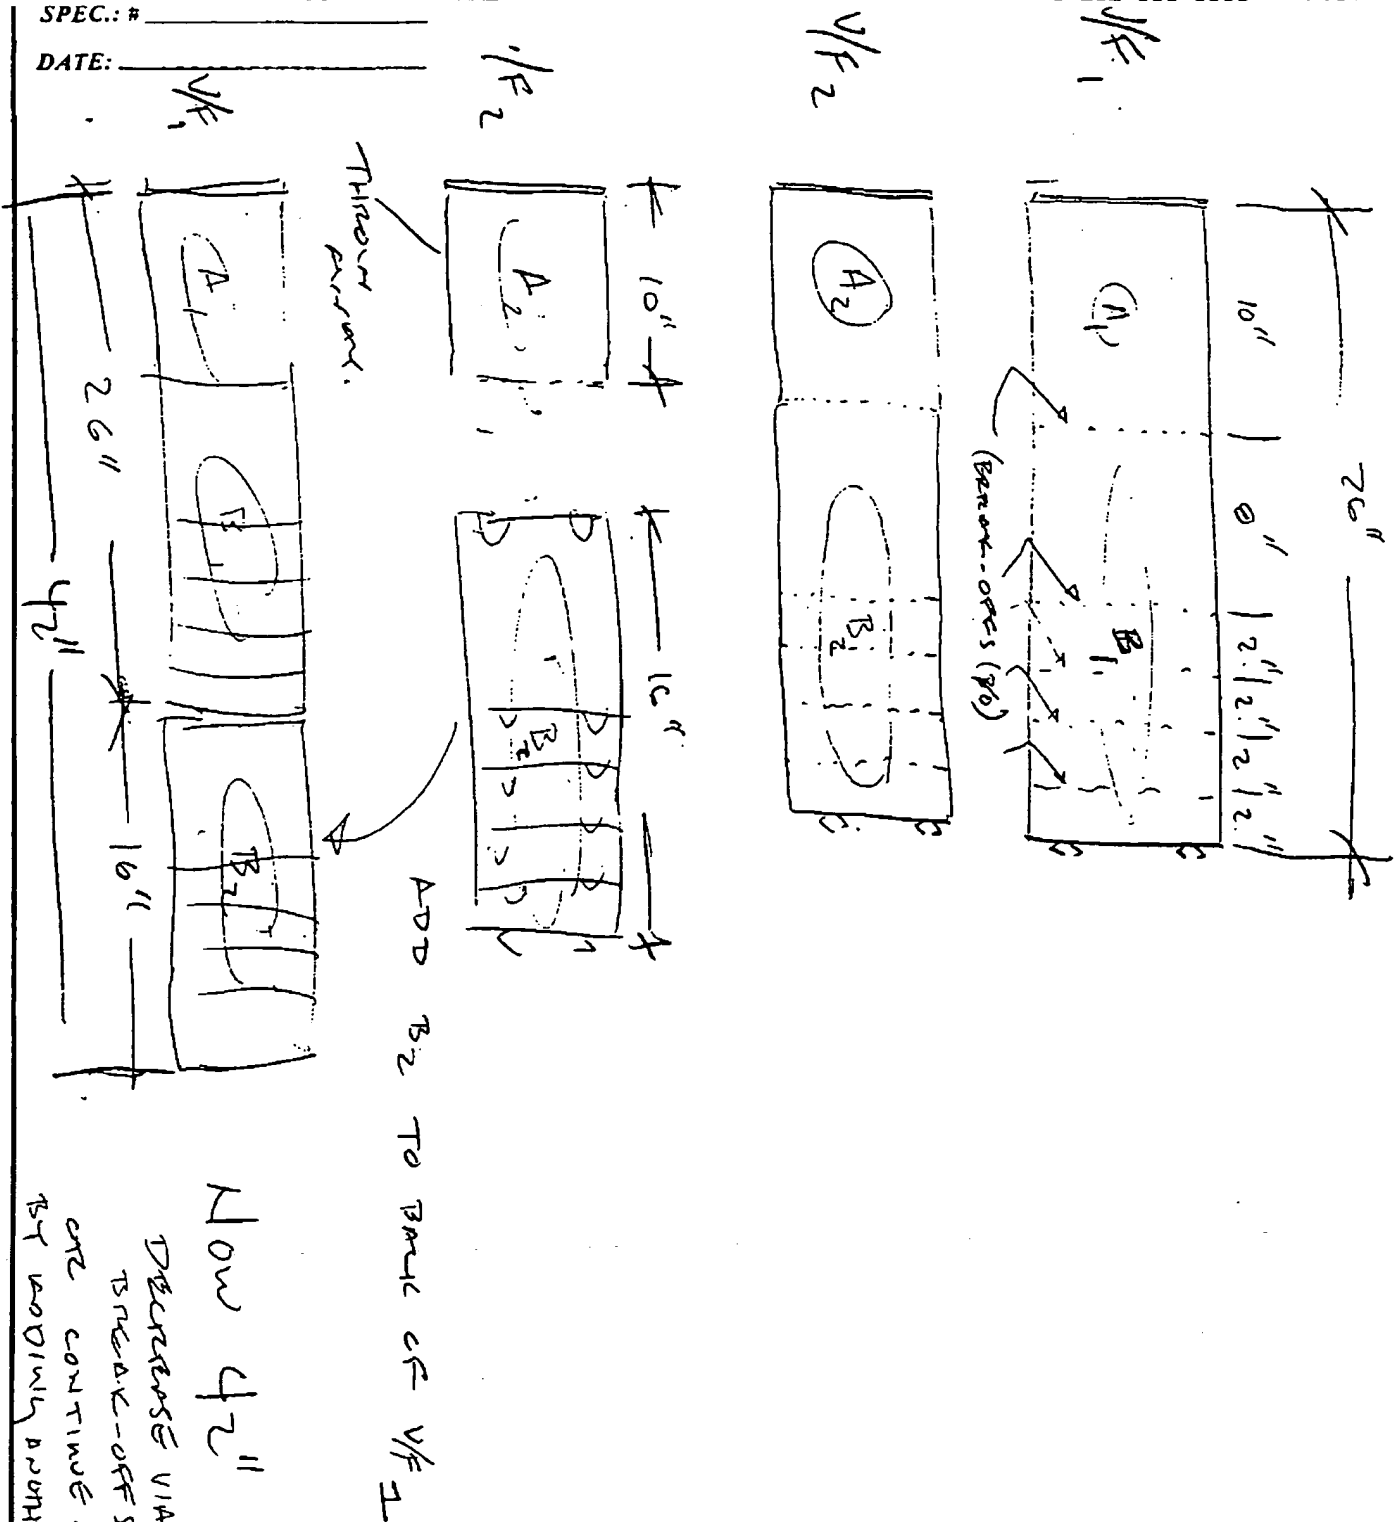 SPEC.: #
DATE:
V/F1
26"
10"
8"
2"
2"
2"
2"
A1
B1
(BREAK-OFFS (B/O)
V/F2
A2
B2
V/F2
10"
16"
A2
B2
THROWN AWAY.
ADD B2 TO BACK OF V/F 1
V/F1
A1
B1
B2
26"
16"
42"
NOW 42"
DECREASE VIA
BREAK-OFFS
OR CONTINUE
BY ADDING ANOTH